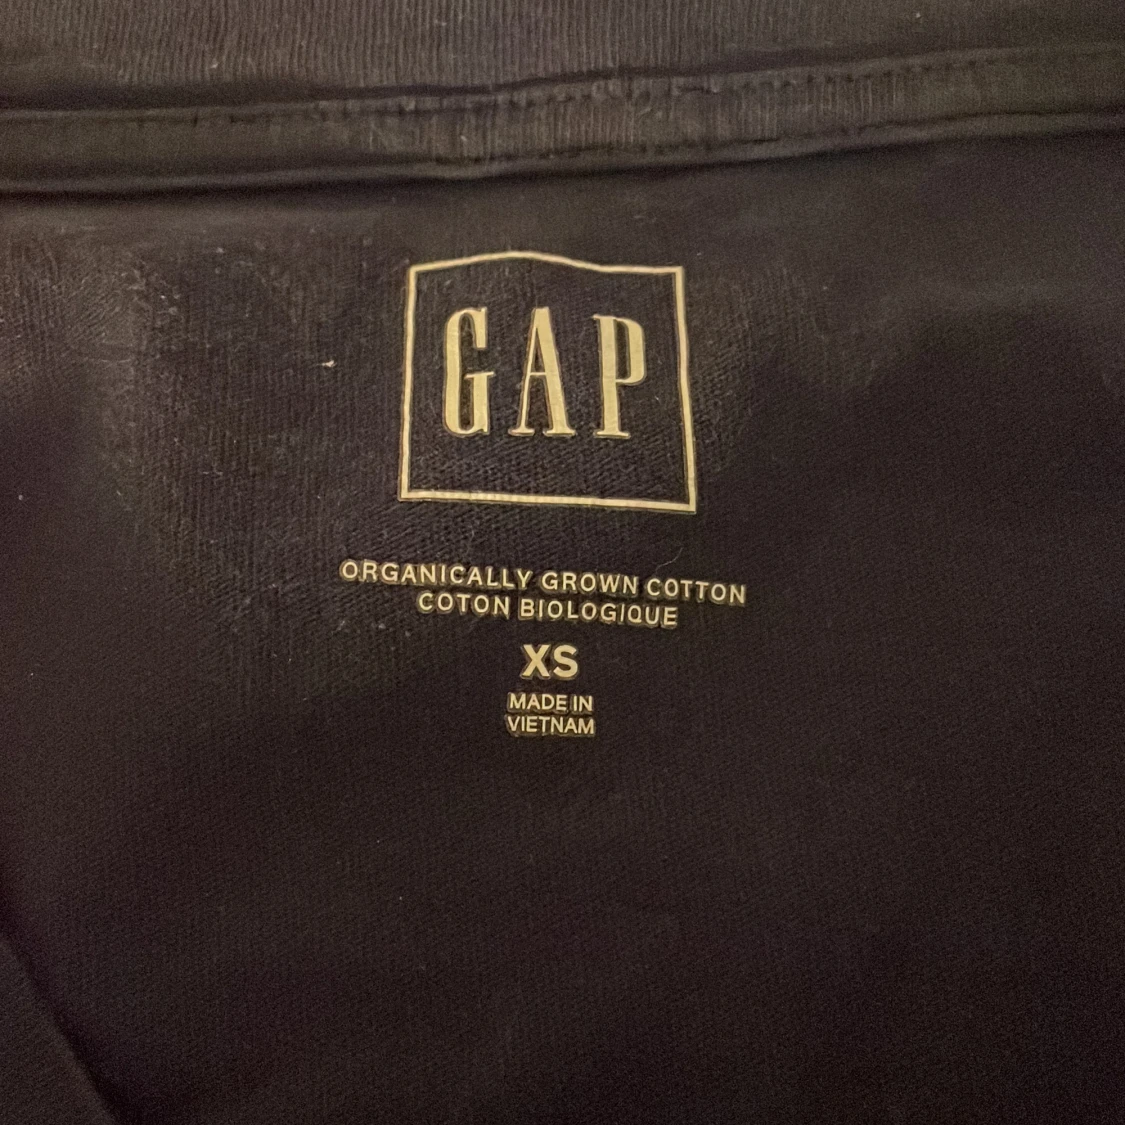 GAP
ORGANICALLY GROWN COTTON
COTON BIOLOGIQUE
XS
MADE IN
VIETNAM